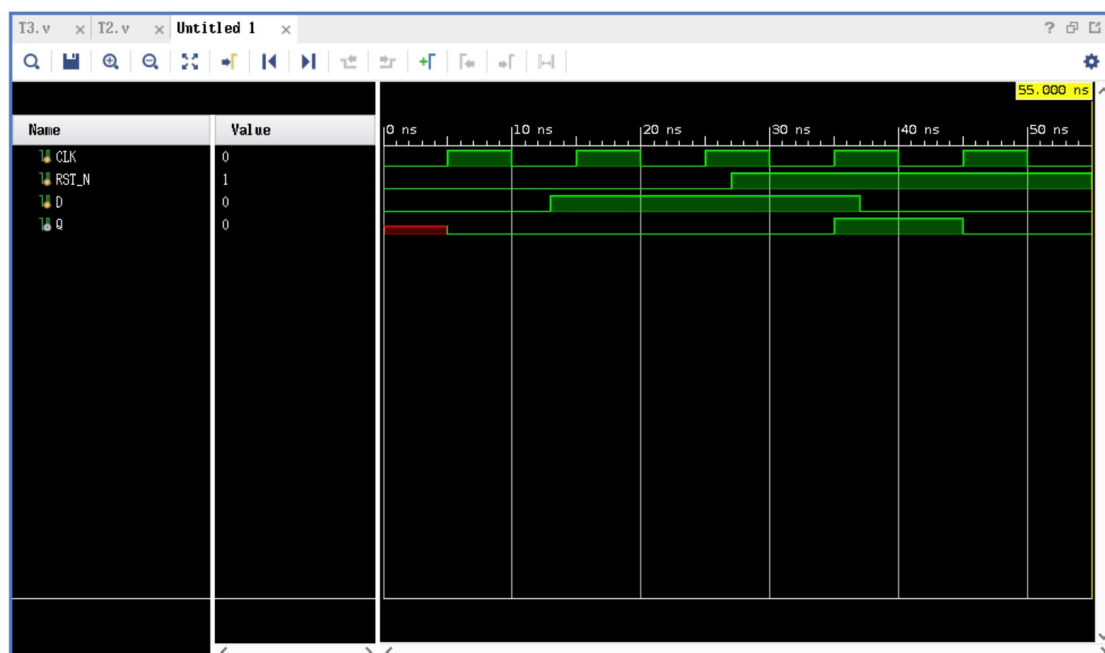 T3.v × T2.v × Untitled 1 ×
55.000 ns
Name Value 0 ns 10 ns 20 ns 30 ns 40 ns 50 ns
CLK 0
RST_N 1
D 0
Q 0